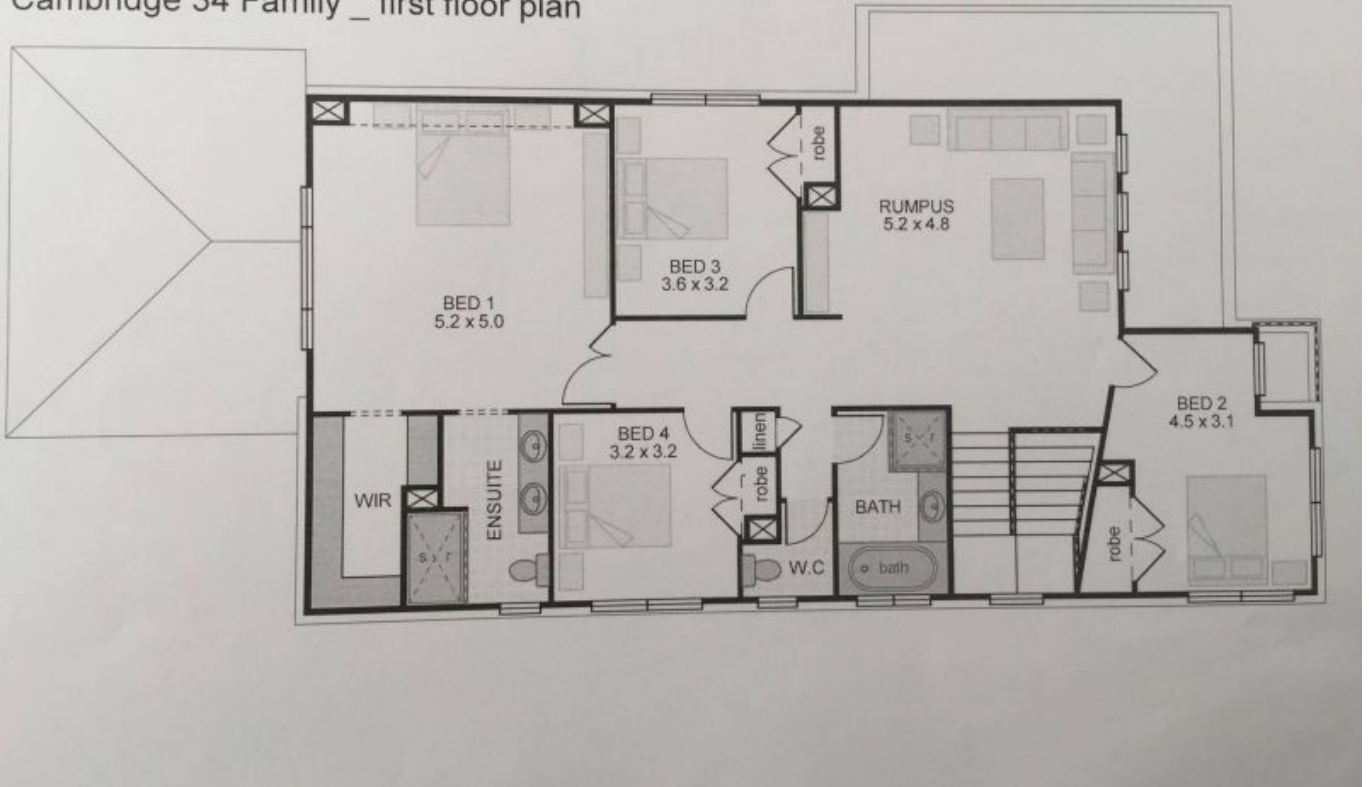 Cambridge 34 Family _ first floor plan
robe
RUMPUS
5.2 x 4.8
BED 3
3.6 x 3.2
BED 1
5.2 x 5.0
BED 2
4.5 x 3.1
BED 4
3.2 x 3.2
linen
s r
WIR
ENSUITE
robe
BATH
s r
robe
W.C
bath